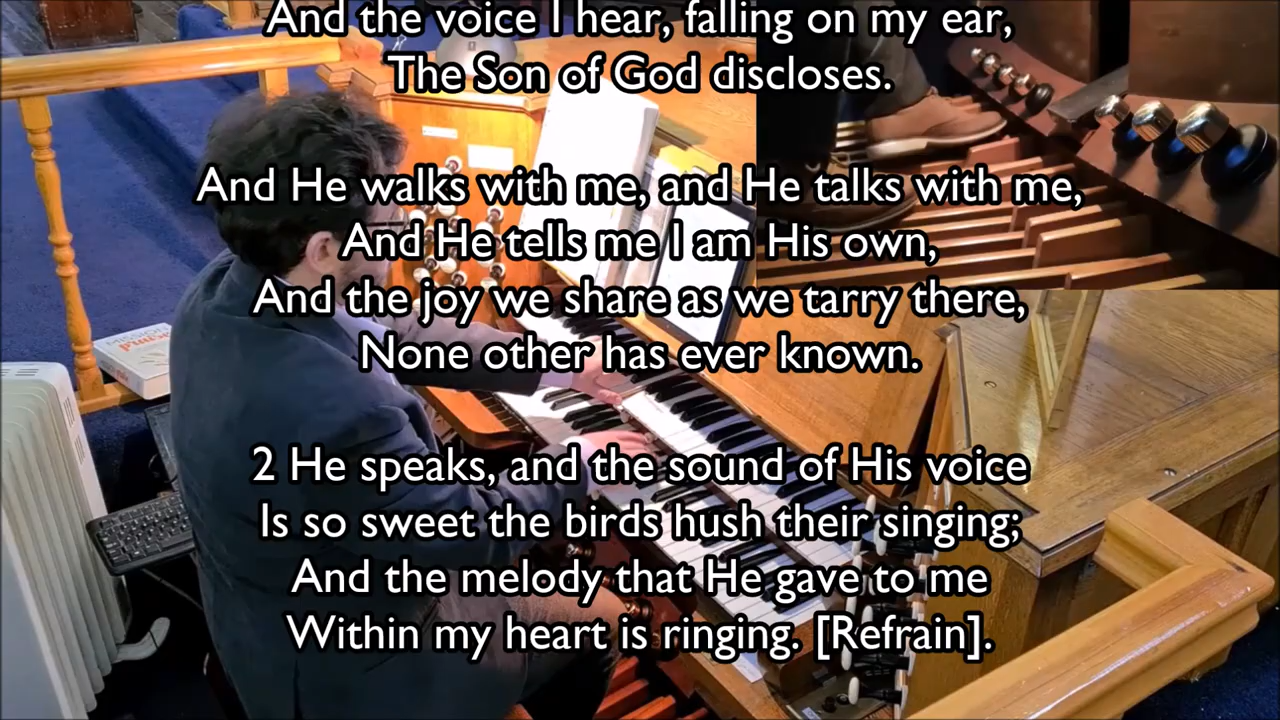 And the voice I hear, falling on my ear,
The Son of God discloses.
And He walks with me, and He talks with me,
And He tells me I am His own,
And the joy we share as we tarry there,
None other has ever known.
2 He speaks, and the sound of His voice
Is so sweet the birds hush their singing;
And the melody that He gave to me
Within my heart is ringing. [Refrain].